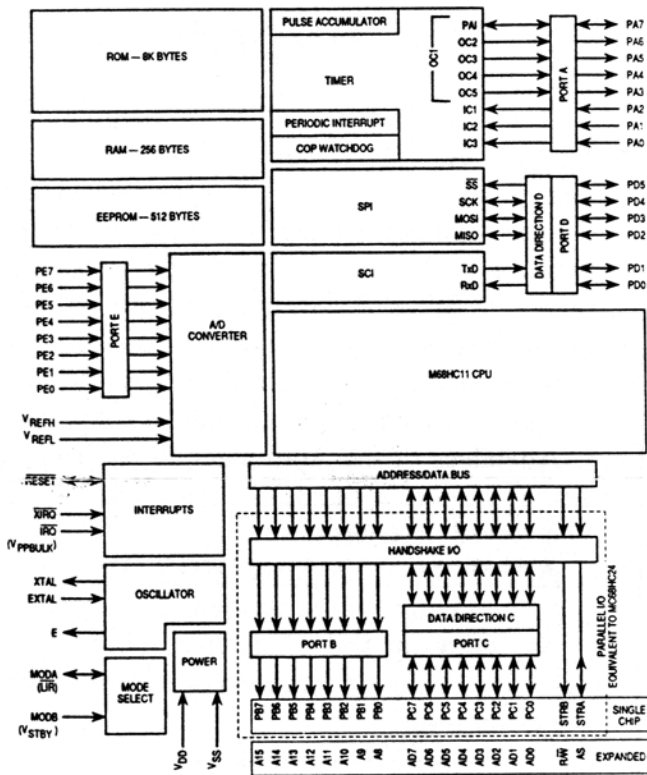 ROM — 8K BYTES
RAM — 256 BYTES
EEPROM — 512 BYTES
PULSE ACCUMULATOR
TIMER
PERIODIC INTERRUPT
COP WATCHDOG
OC1
PAI
OC2
OC3
OC4
OC5
IC1
IC2
IC3
PORT A
PA7
PA6
PA5
PA4
PA3
PA2
PA1
PA0
SPI
SS
SCK
MOSI
MISO
SCI
TxD
RxD
DATA DIRECTION D
PORT D
PD5
PD4
PD3
PD2
PD1
PD0
PE7
PE6
PE5
PE4
PE3
PE2
PE1
PE0
PORT E
A/D
CONVERTER
VREFH
VREFL
M68HC11 CPU
RESET
XIRQ
IRQ
(VPPBULK)
INTERRUPTS
XTAL
EXTAL
E
OSCILLATOR
MODA
(LIR)
MODB
(VSTBY)
MODE
SELECT
POWER
VDD
VSS
ADDRESS/DATA BUS
HANDSHAKE I/O
DATA DIRECTION C
PORT B
PORT C
PARALLEL I/O
EQUIVALENT TO MC68HC24
PB7
PB6
PB5
PB4
PB3
PB2
PB1
PB0
PC7
PC6
PC5
PC4
PC3
PC2
PC1
PC0
STRB
STRA
SINGLE
CHIP
A15
A14
A13
A12
A11
A10
A9
A8
AD7
AD6
AD5
AD4
AD3
AD2
AD1
AD0
R/W
AS
EXPANDED